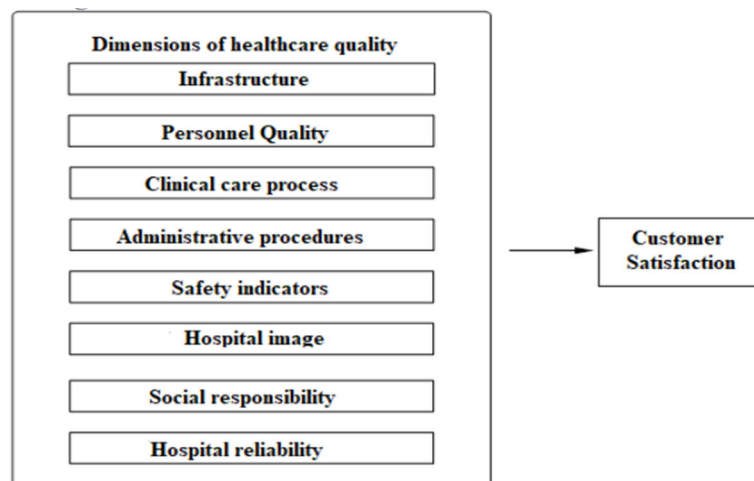 Dimensions of healthcare quality
Infrastructure
Personnel Quality
Clinical care process
Administrative procedures
Safety indicators
Hospital image
Social responsibility
Hospital reliability
Customer
Satisfaction